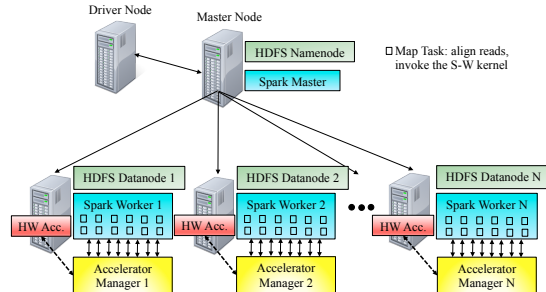 Driver Node
Master Node
HDFS Namenode
Spark Master
Map Task: align reads,
invoke the S-W kernel
HDFS Datanode 1
Spark Worker 1
HW Acc.
Accelerator
Manager 1
HDFS Datanode 2
Spark Worker 2
HW Acc.
Accelerator
Manager 2
HDFS Datanode N
Spark Worker N
HW Acc.
Accelerator
Manager N